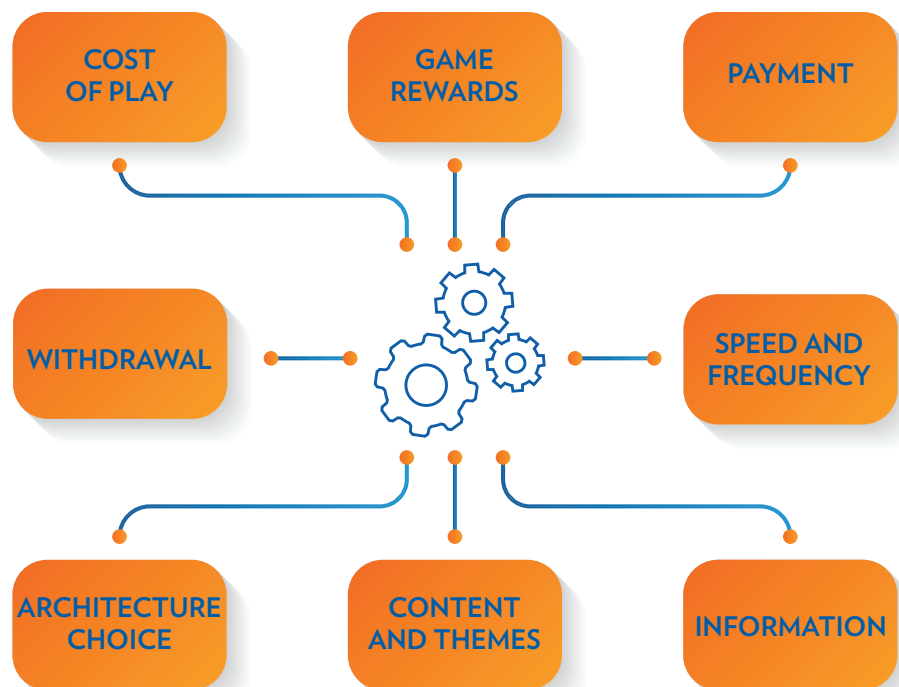 COST
OF PLAY
GAME
REWARDS
PAYMENT
WITHDRAWAL
SPEED AND
FREQUENCY
ARCHITECTURE
CHOICE
CONTENT
AND THEMES
INFORMATION